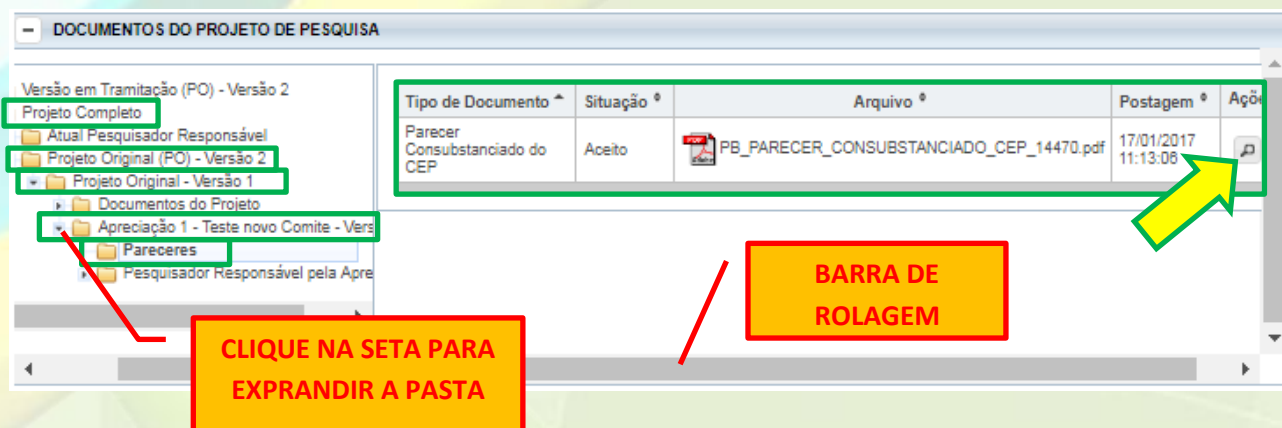 DOCUMENTOS DO PROJETO DE PESQUISA
Versão em Tramitação (PO) - Versão 2
Projeto Completo
Atual Pesquisador Responsável
Projeto Original (PO) - Versão 2
Projeto Original - Versão 1
Documentos do Projeto
Apreciação 1 - Teste novo Comite - Vers
Pareceres
Pesquisador Responsável pela Apre
Tipo de Documento Situação Arquivo Postagem Açõe
Parecer
Consubstanciado do
CEP
Aceito
PB_PARECER_CONSUBSTANCIADO_CEP_14470.pdf
17/01/2017
11:13:06
BARRA DE
ROLAGEM
CLIQUE NA SETA PARA
EXPRANDIR A PASTA